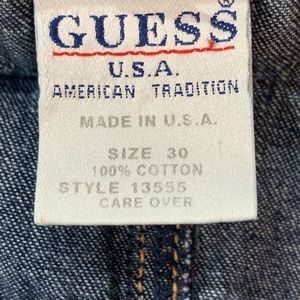 GUESS®
U.S.A.
AMERICAN TRADITION
MADE IN U.S.A.
SIZE 30
100% COTTON
STYLE 13555
CARE OVER